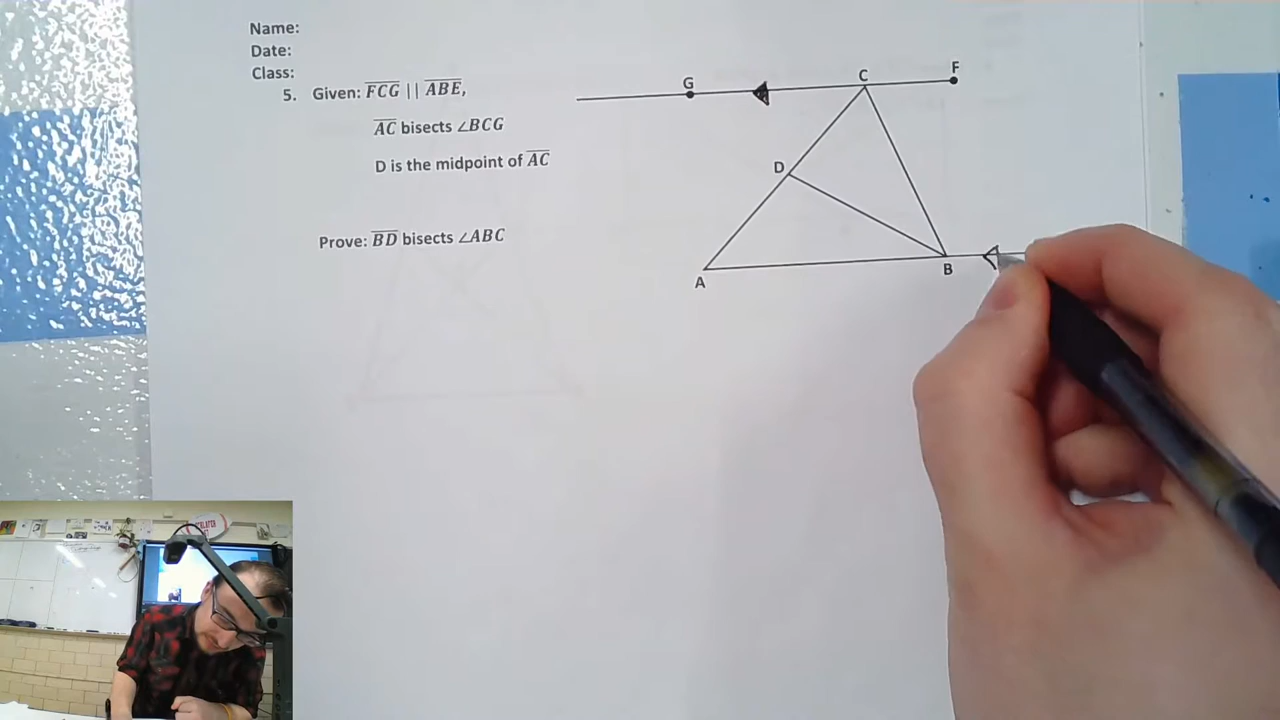 Name:
Date:
Class:
5. Given: FCG || ABE,
AC bisects ∠BCG
D is the midpoint of AC
Prove: BD bisects ∠ABC
G
C
F
D
A
B